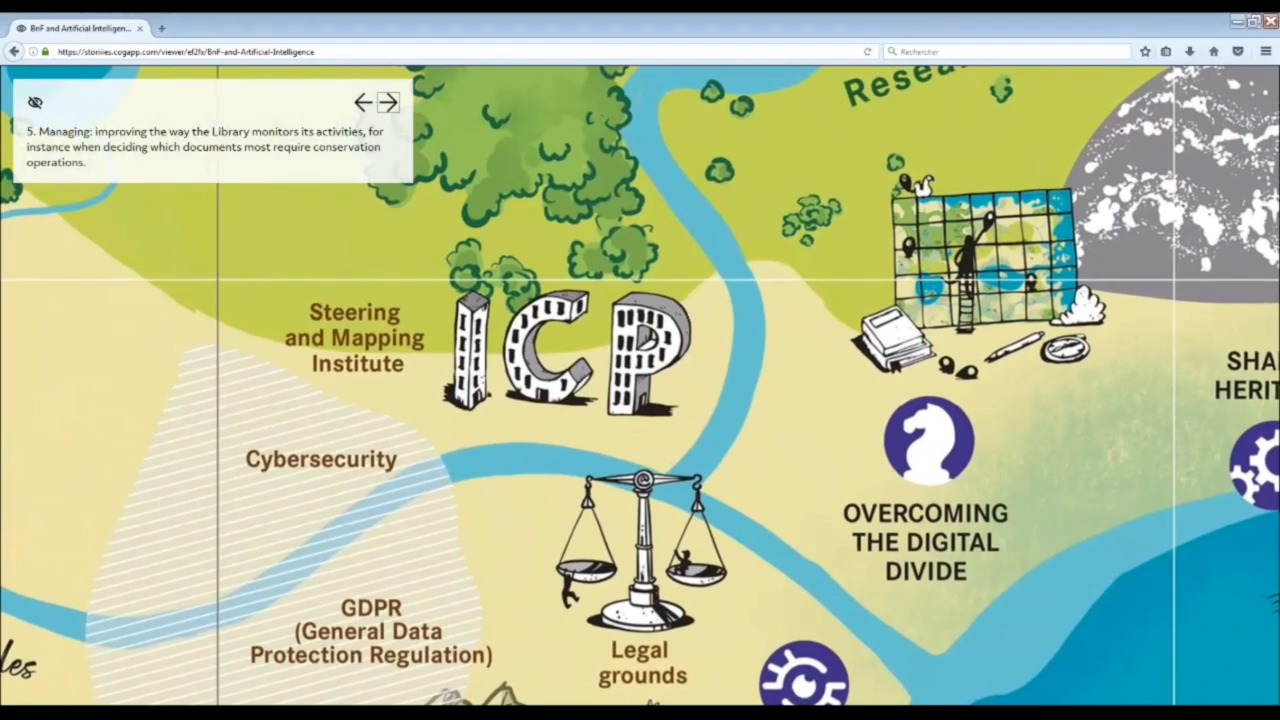 BnF and Artificial Intelligen...
https://storiiies.cogapp.com/viewer/ef2fx/BnF-and-Artificial-Intelligence
Rechercher
5. Managing: improving the way the Library monitors its activities, for
instance when deciding which documents most require conservation
operations.
Resea
Steering
and Mapping
Institute
ICP
Cybersecurity
GDPR
(General Data
Protection Regulation)
Legal
grounds
OVERCOMING
THE DIGITAL
DIVIDE
SHA
HERIT
les